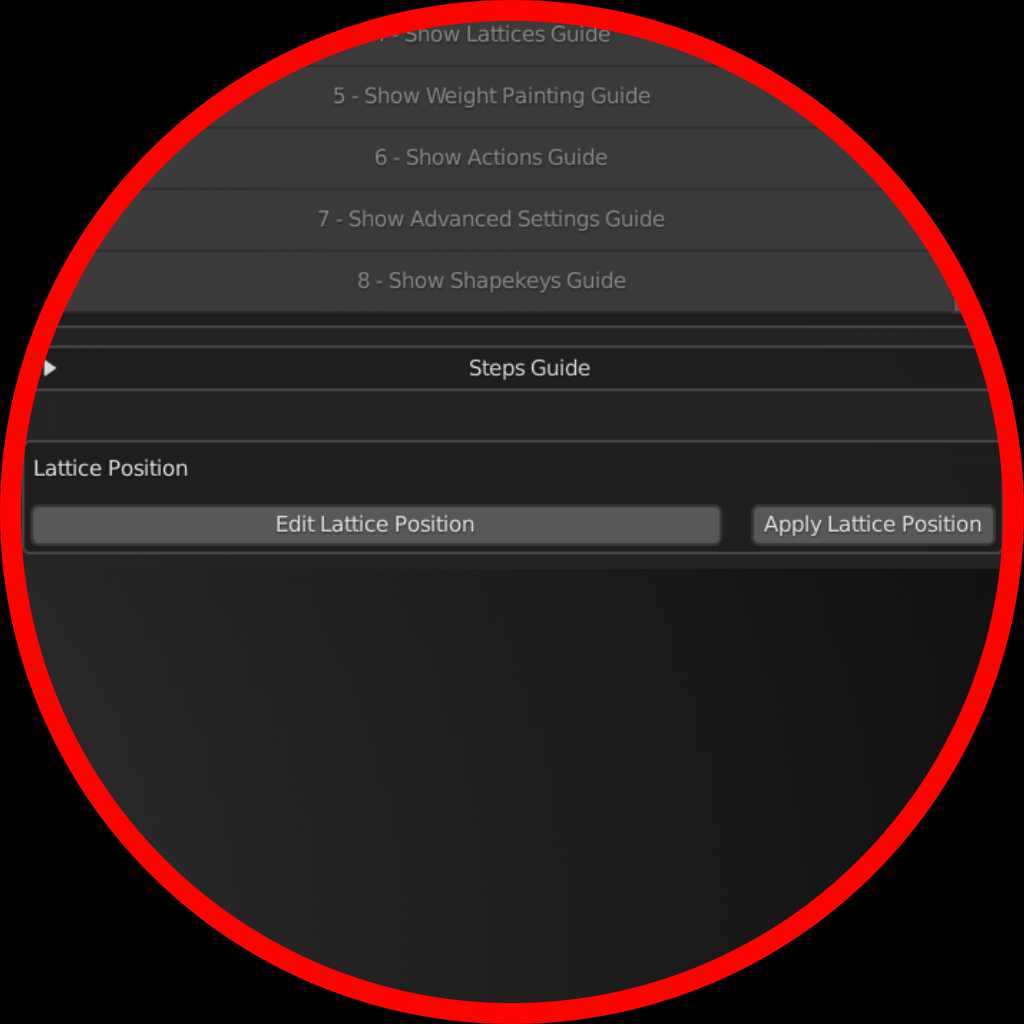 - Show Lattices Guide
5 - Show Weight Painting Guide
6 - Show Actions Guide
7 - Show Advanced Settings Guide
8 - Show Shapekeys Guide
Steps Guide
Lattice Position
Edit Lattice Position
Apply Lattice Position